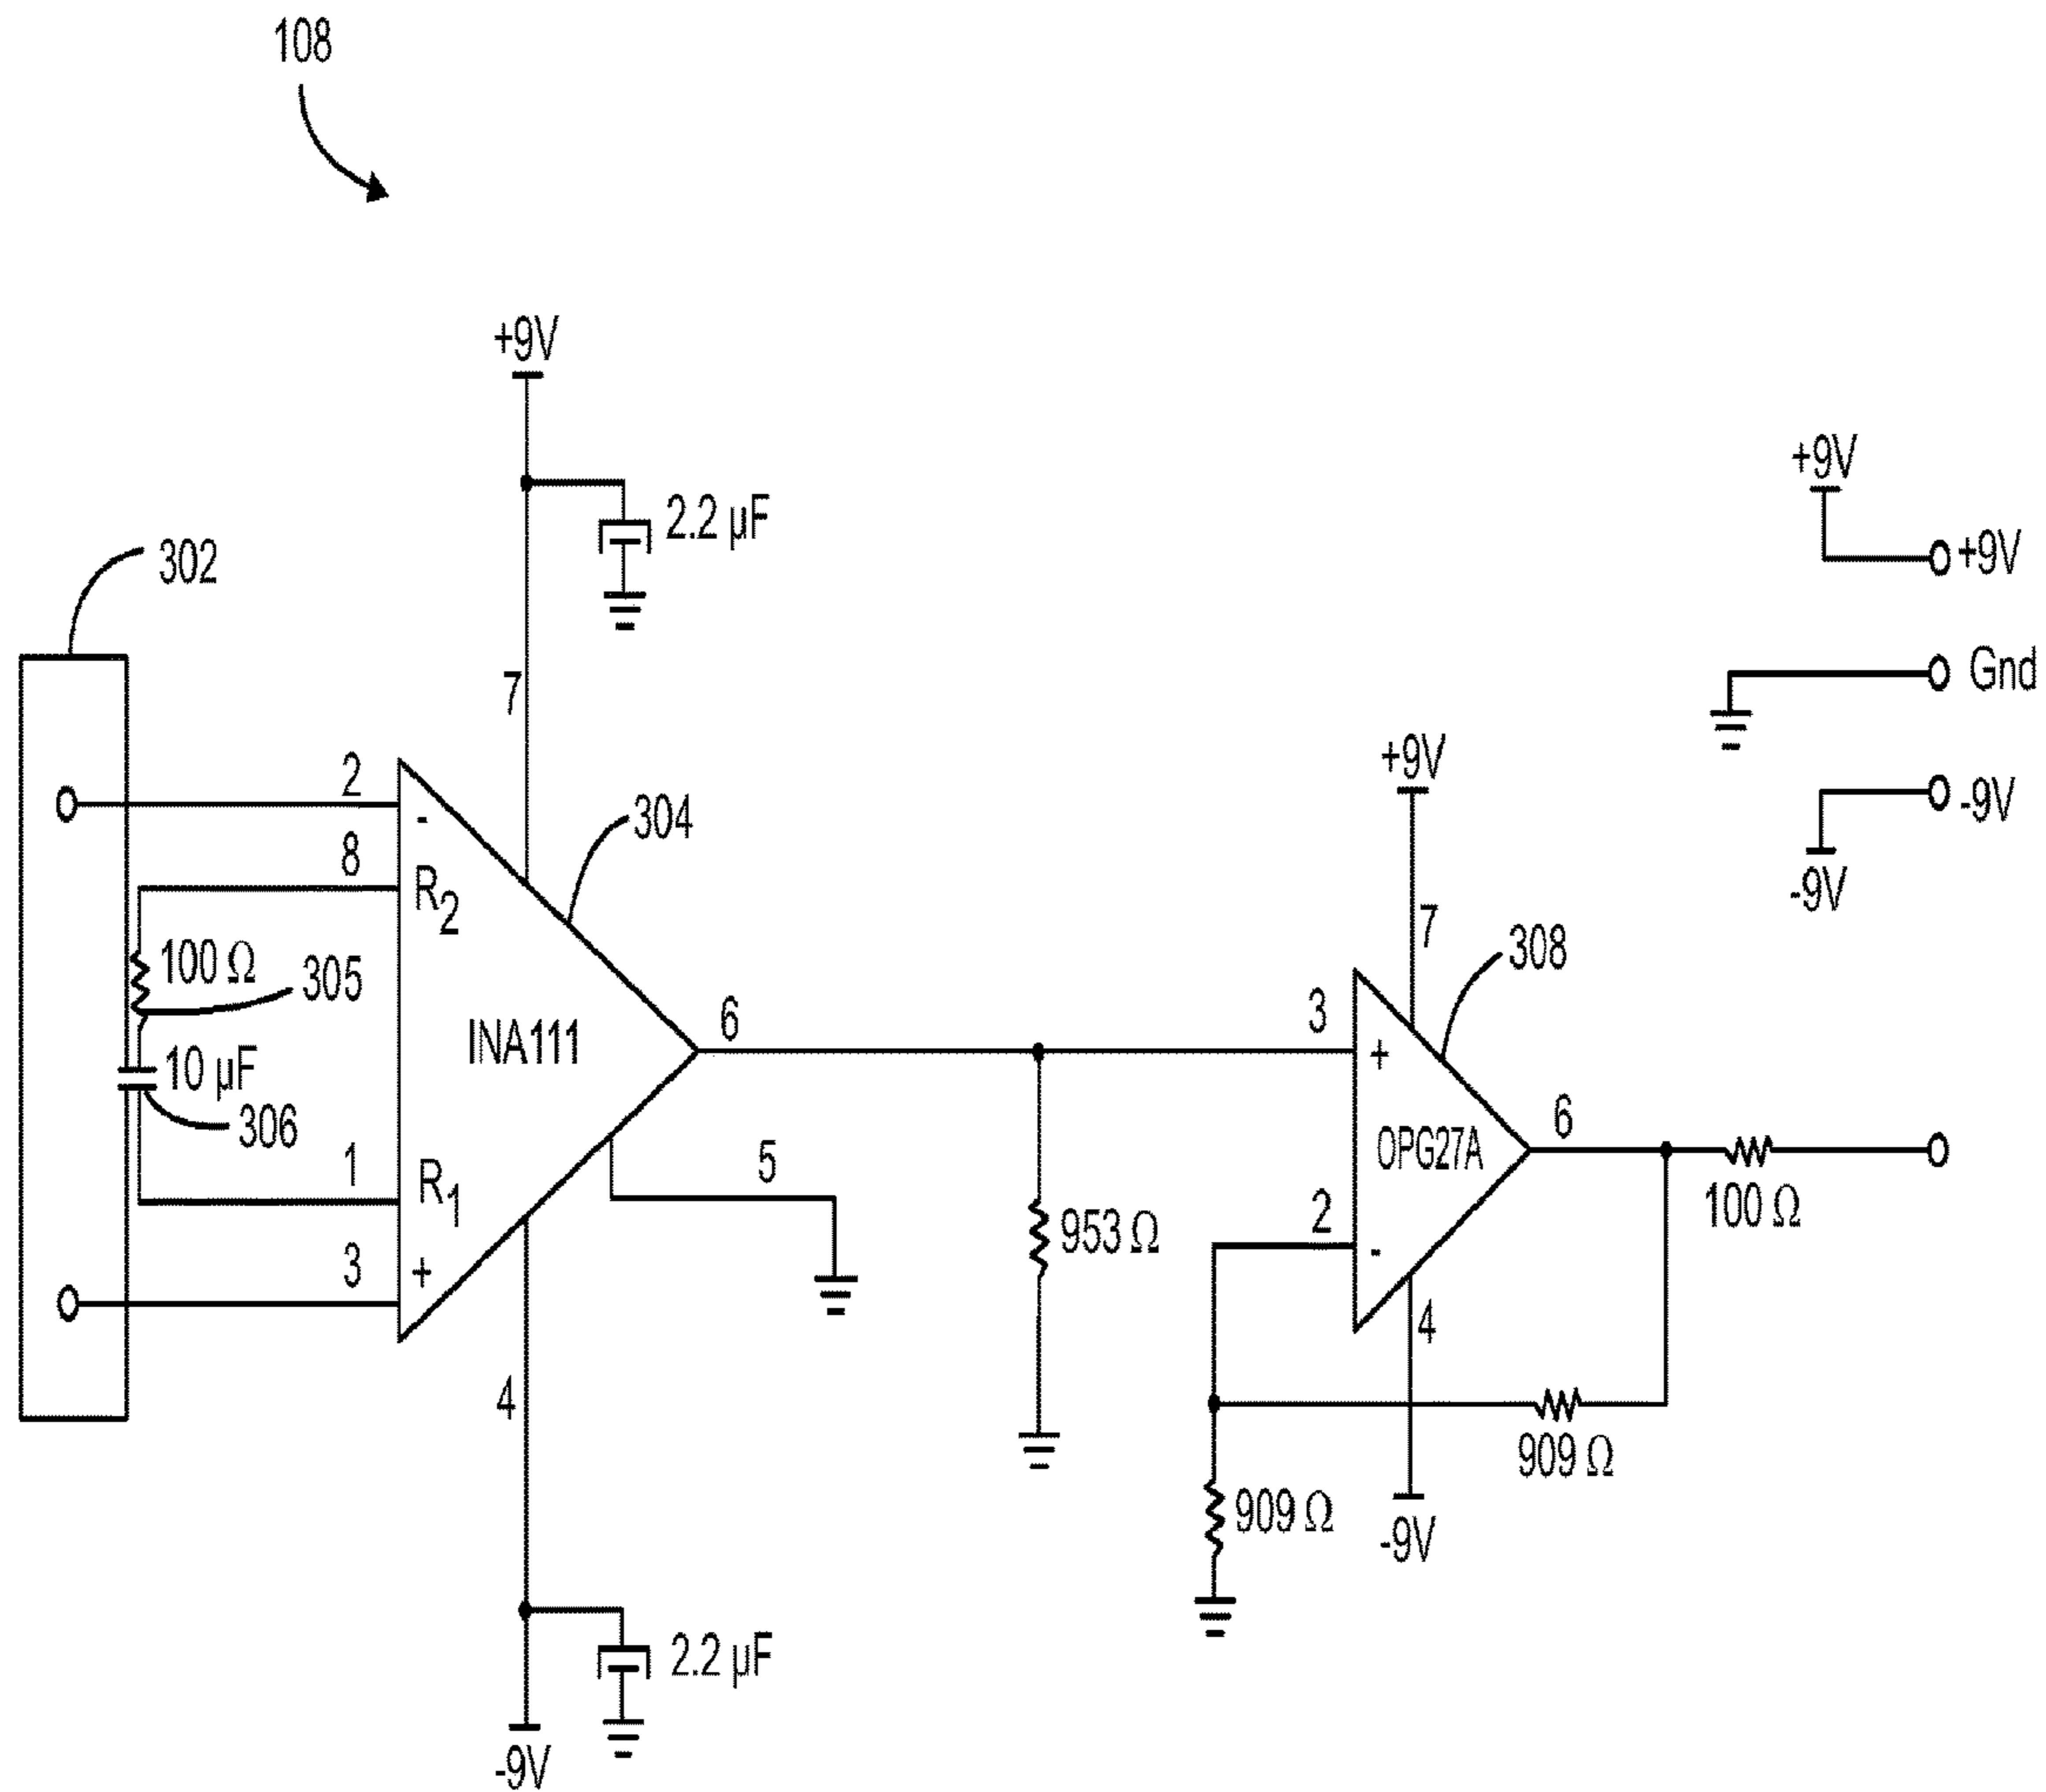 108
+9V
2.2 µF
+9V
+9V
302
7
Gnd
+9V
-9V
2
-
304
8
R2
-9V
7
308
100 Ω
305
INA111
6
3
+
10 µF
306
OPG27A
6
1
R1
5
100 Ω
953 Ω
2
-
3
+
4
4
909 Ω
909 Ω
-9V
2.2 µF
-9V